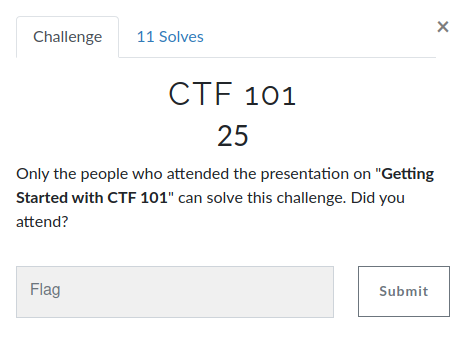 Challenge
11 Solves
×
CTF 101
25
Only the people who attended the presentation on "Getting
Started with CTF 101" can solve this challenge. Did you
attend?
Flag
Submit